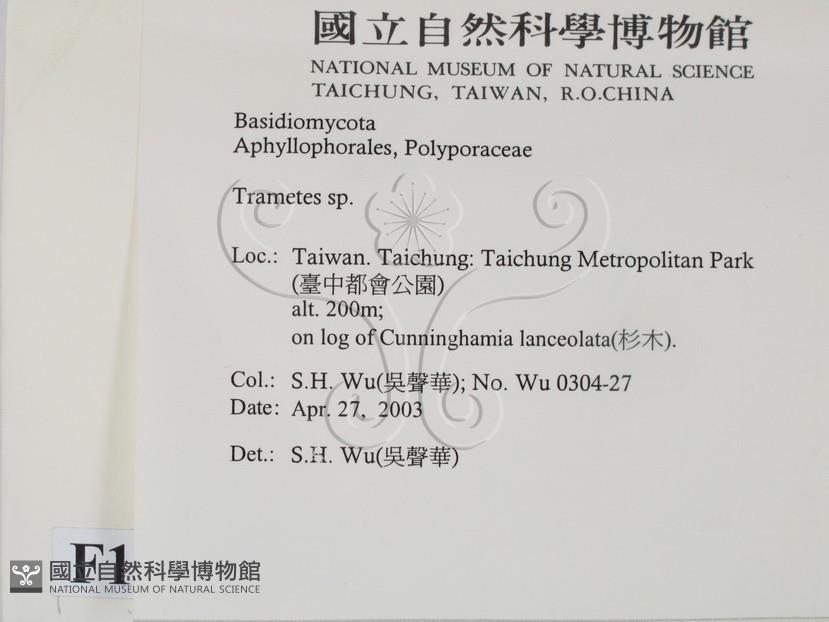 國立自然科學博物館
NATIONAL MUSEUM OF NATURAL SCIENCE
TAICHUNG, TAIWAN, R.O.CHINA
Basidiomycota
Aphyllophorales, Polyporaceae
Trametes sp.
Loc.: Taiwan. Taichung: Taichung Metropolitan Park
(臺中都會公園)
alt. 200m;
on log of Cunninghamia lanceolata(杉木).
Col.: S.H. Wu(吳聲華); No. Wu 0304-27
Date: Apr. 27, 2003
Det.: S.H. Wu(吳聲華)
F1
國立自然科學博物館
NATIONAL MUSEUM OF NATURAL SCIENCE